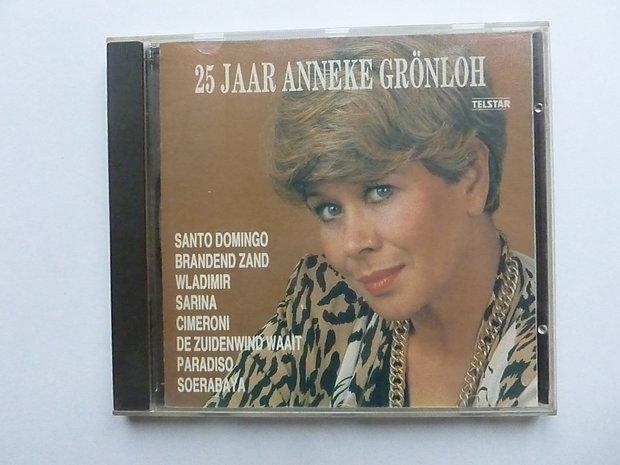 25 JAAR ANNEKE GRÖNLOH
TELSTAR
SANTO DOMINGO
BRANDEND ZAND
WLADIMIR
SARINA
CIMERONI
DE ZUIDENWIND WAAIT
PARADISO
SOERABAYA